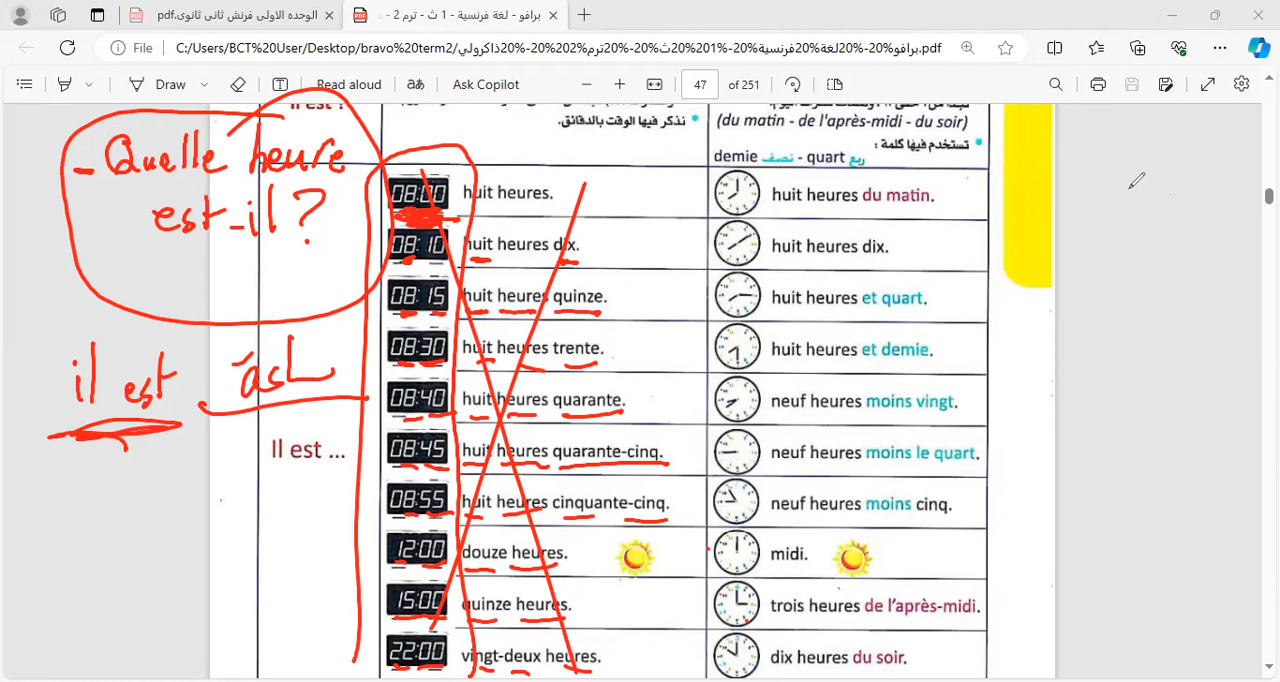 الوحده الاولى فرنش ثانى ثانوى.pdf
برافو - لغة فرنسية - 1 ث - ترم 2 -
File
C:/Users/BCT%20User/Desktop/bravo%20term2/برافو%20-%20لغة%20فرنسية%20-%201%20ث%20-%20ترم%202%20-%20ذاكرولي.pdf
Draw
Read aloud
aあ
Ask Copilot
47
of 251
Il est ?
(du matin - de l'après-midi - du soir)
نذكر فيها الوقت بالدقائق.
تستخدم فيها كلمة :
demie نصف - quart ربع
- Quelle heure
est-il ?
il est
Il est ...
08:00 huit heures. huit heures du matin.
08:10 huit heures dix. huit heures dix.
08:15 huit heures quinze. huit heures et quart.
08:30 huit heures trente. huit heures et demie.
08:40 huit heures quarante. neuf heures moins vingt.
08:45 huit heures quarante-cinq. neuf heures moins le quart.
08:55 huit heures cinquante-cinq. neuf heures moins cinq.
12:00 douze heures. midi.
15:00 quinze heures. trois heures de l'après-midi.
22:00 vingt-deux heures. dix heures du soir.